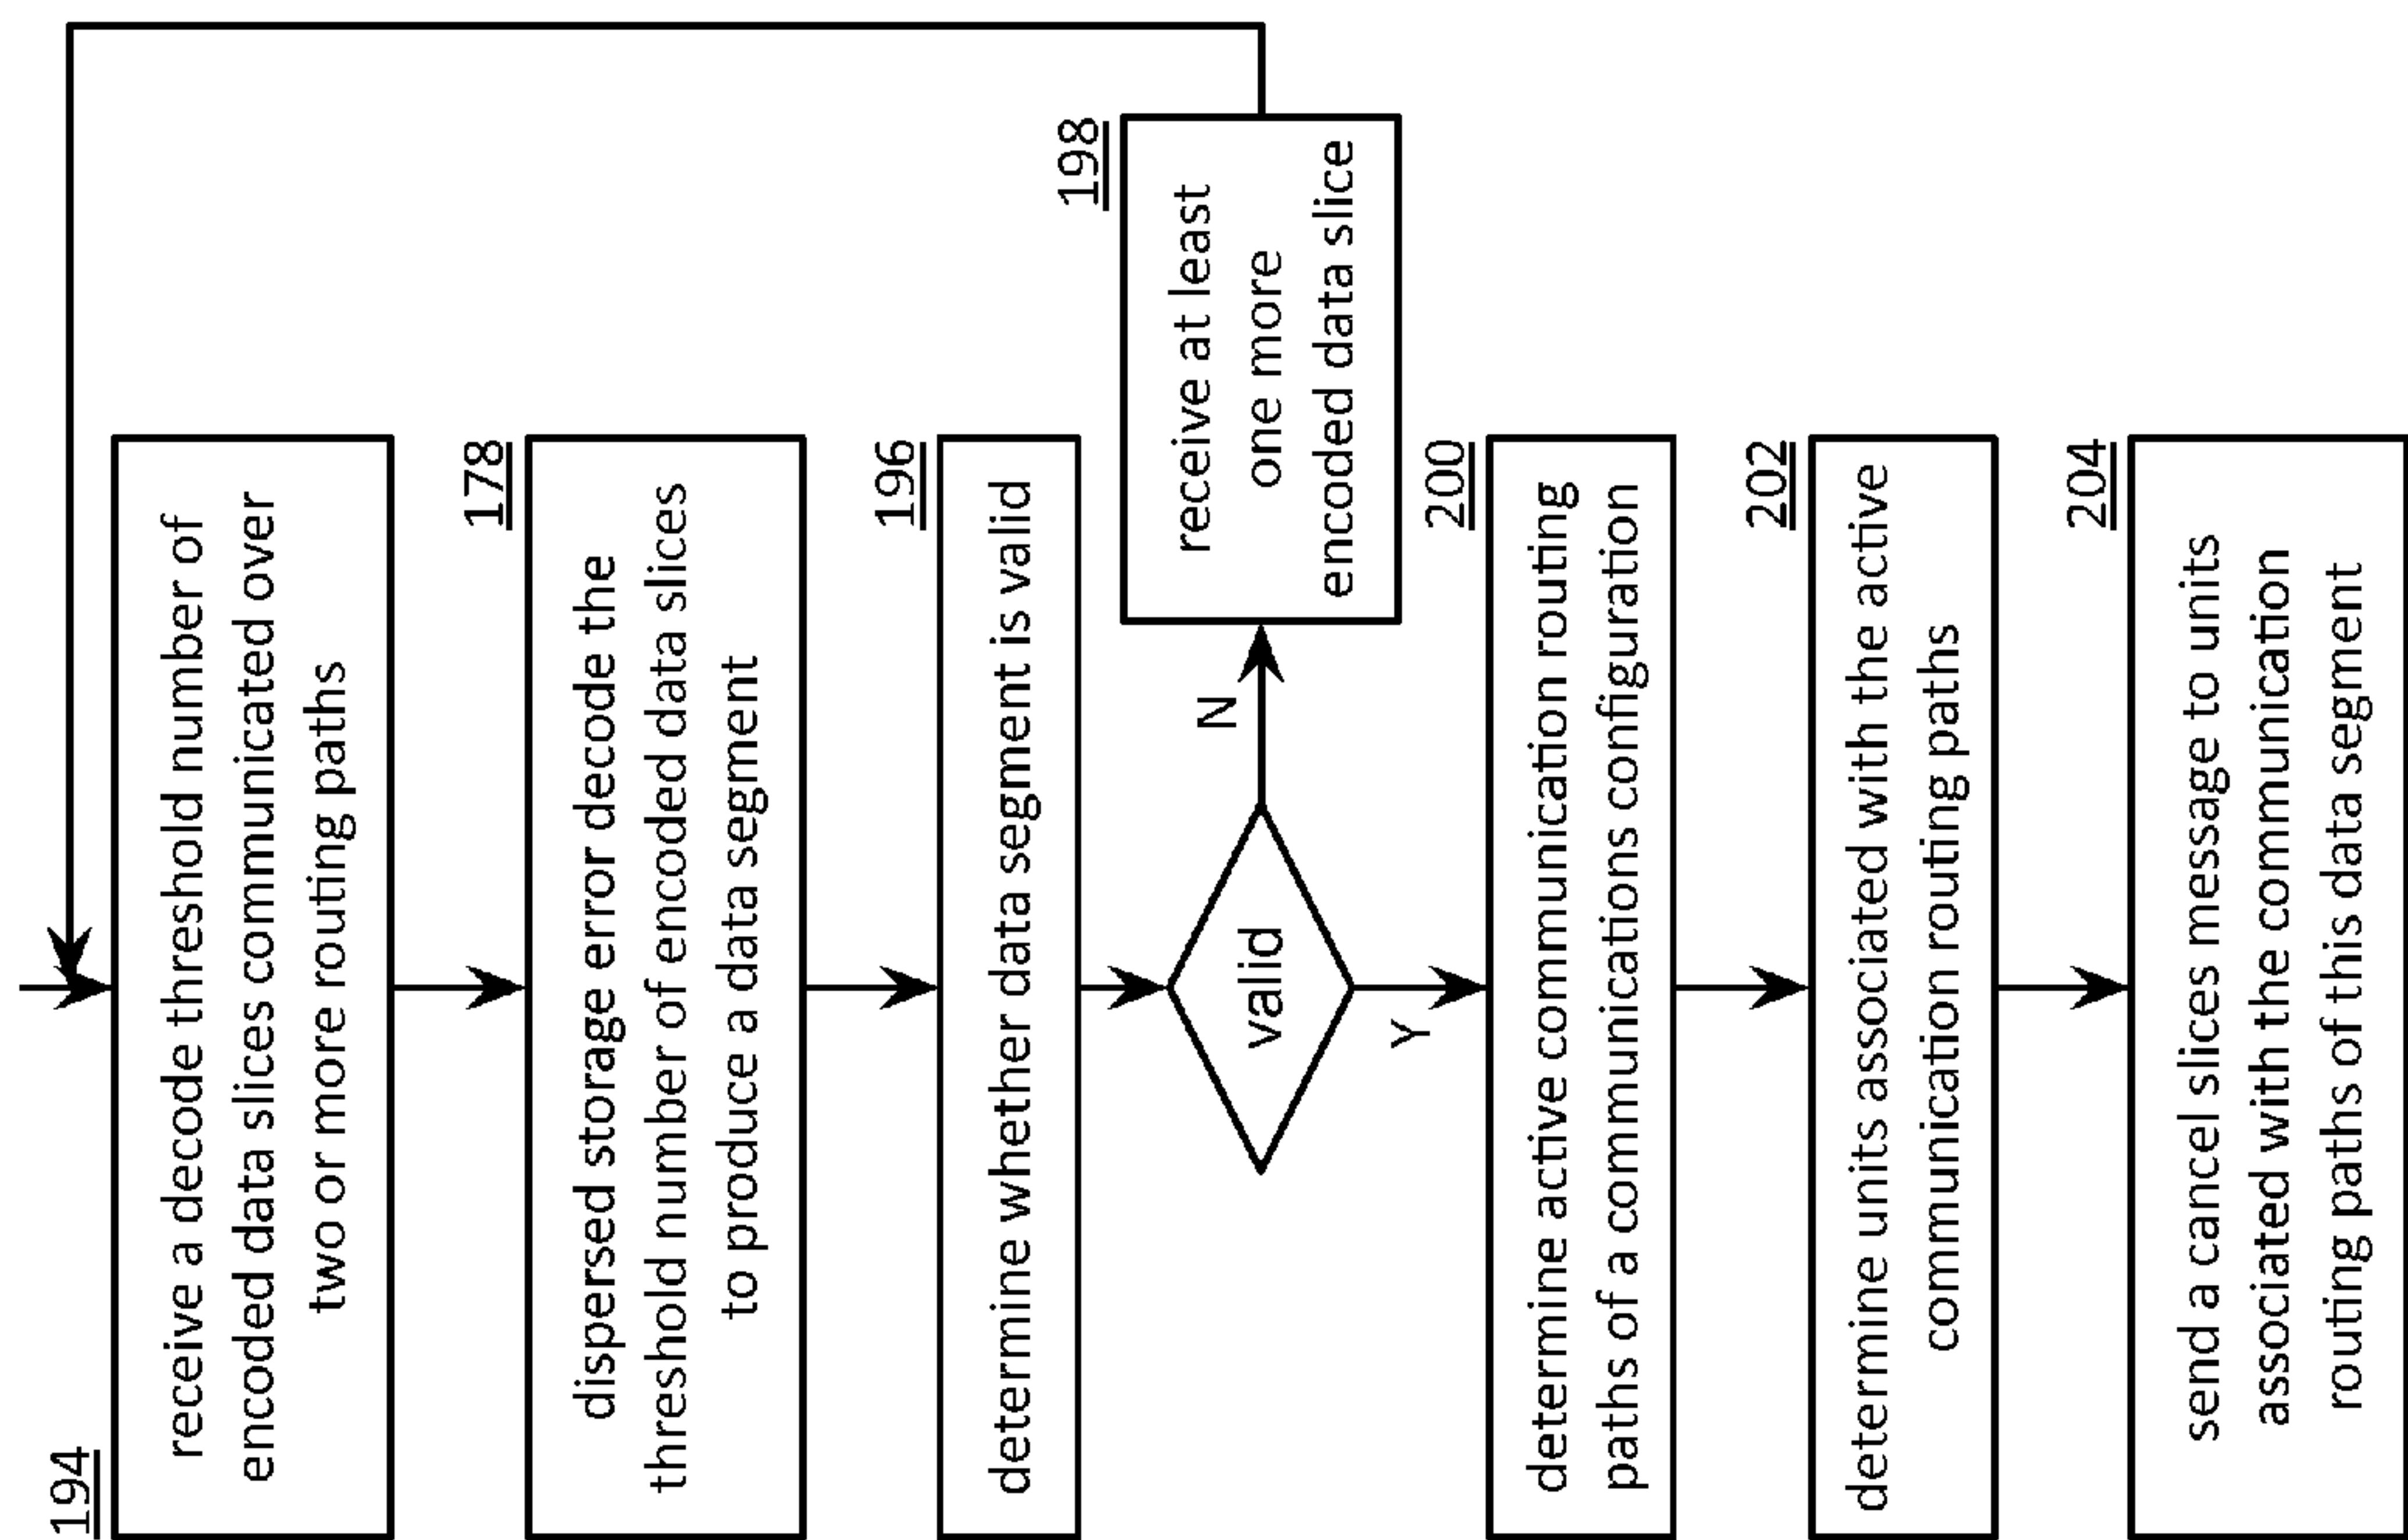 194
receive a decode threshold number of
encoded data slices communicated over
two or more routing paths
178
dispersed storage error decode the
threshold number of encoded data slices
to produce a data segment
196
determine whether data segment is valid
valid
N
198
receive at least
one more
encoded data slice
Y
200
determine active communication routing
paths of a communications configuration
202
determine units associated with the active
communication routing paths
204
send a cancel slices message to units
associated with the communication
routing paths of this data segment